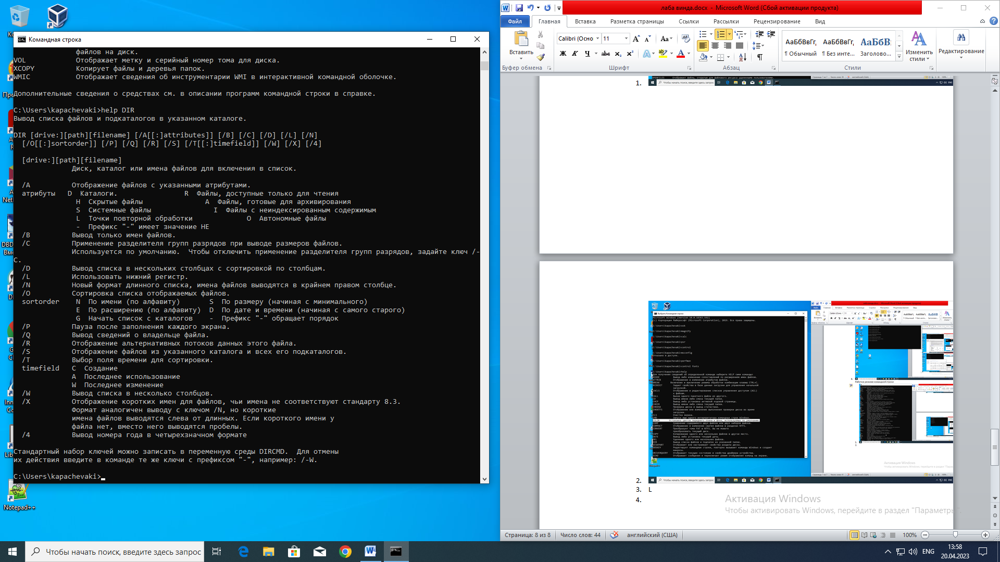 Командная строка
файлов на диск.
VOL Отображает метку и серийный номер тома для диска.
XCOPY Копирует файлы и деревья папок.
WMIC Отображает сведения об инструментарии WMI в интерактивной командной оболочке.
Дополнительные сведения о средствах см. в описании программ командной строки в справке.
C:\Users\kapachevaki>help DIR
Вывод списка файлов и подкаталогов в указанном каталоге.
DIR [drive:][path][filename] [/A[[:]attributes]] [/B] [/C] [/D] [/L] [/N]
[/O[[:]sortorder]] [/P] [/Q] [/R] [/S] [/T[[:]timefield]] [/W] [/X] [/4]
[drive:][path][filename]
Диск, каталог или имена файлов для включения в список.
/A Отображение файлов с указанными атрибутами.
атрибуты D Каталоги. R Файлы, доступные только для чтения
H Скрытые файлы A Файлы, готовые для архивирования
S Системные файлы I Файлы с неиндексированным содержимым
L Точки повторной обработки O Автономные файлы
- Префикс "-" имеет значение НЕ
/B Вывод только имен файлов.
/C Применение разделителя групп разрядов при выводе размеров файлов.
Используется по умолчанию. Чтобы отключить применение разделителя групп разрядов, задайте ключ /-
C.
/D Вывод списка в нескольких столбцах с сортировкой по столбцам.
/L Использовать нижний регистр.
/N Новый формат длинного списка, имена файлов выводятся в крайнем правом столбце.
/O Сортировка списка отображаемых файлов.
sortorder N По имени (по алфавиту) S По размеру (начиная с минимального)
E По расширению (по алфавиту) D По дате и времени (начиная с самого старого)
G Начать список с каталогов - Префикс "-" обращает порядок
/P Пауза после заполнения каждого экрана.
/Q Вывод сведений о владельце файла.
/R Отображение альтернативных потоков данных этого файла.
/S Отображение файлов из указанного каталога и всех его подкаталогов.
/T Выбор поля времени для сортировки.
timefield C Создание
A Последнее использование
W Последнее изменение
/W Вывод списка в несколько столбцов.
/X Отображение коротких имен для файлов, чьи имена не соответствуют стандарту 8.3.
Формат аналогичен выводу с ключом /N, но короткие
имена файлов выводятся слева от длинных. Если короткого имени у
файла нет, вместо него выводятся пробелы.
/4 Вывод номера года в четырехзначном формате
Стандартный набор ключей можно записать в переменную среды DIRCMD. Для отмены
их действия введите в команде те же ключи с префиксом "-", например: /-W.
C:\Users\kapachevaki>
Notepad++
лаба винда.docx - Microsoft Word (Сбой активации продукта)
Файл Главная Вставка Разметка страницы Ссылки Рассылки Рецензирование Вид
Вставить
Буфер обмена
Calibri (Осно 11
Шрифт
Абзац
АаБбВвГг, АаБбВвГг, АаБбВ
¶ Обычный ¶ Без инте... Заголово...
Изменить стили
Стили
Редактирование
1.
2.
3. L
4.
Активация Windows
Чтобы активировать Windows, перейдите в раздел "Параметры
Страница: 8 из 8 Число слов: 44 английский (США) 100%
Чтобы начать поиск, введите здесь запрос
ENG
13:58
20.04.2023